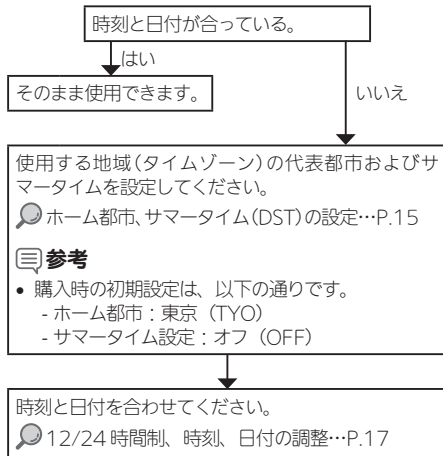 時刻と日付が合っている。
はい
そのまま使用できます。
いいえ
使用する地域(タイムゾーン)の代表都市およびサ
マータイムを設定してください。
ホーム都市、サマータイム(DST)の設定…P.15
参考
• 購入時の初期設定は、以下の通りです。
- ホーム都市：東京（TYO）
- サマータイム設定：オフ（OFF）
時刻と日付を合わせてください。
12/24 時間制、時刻、日付の調整…P.17